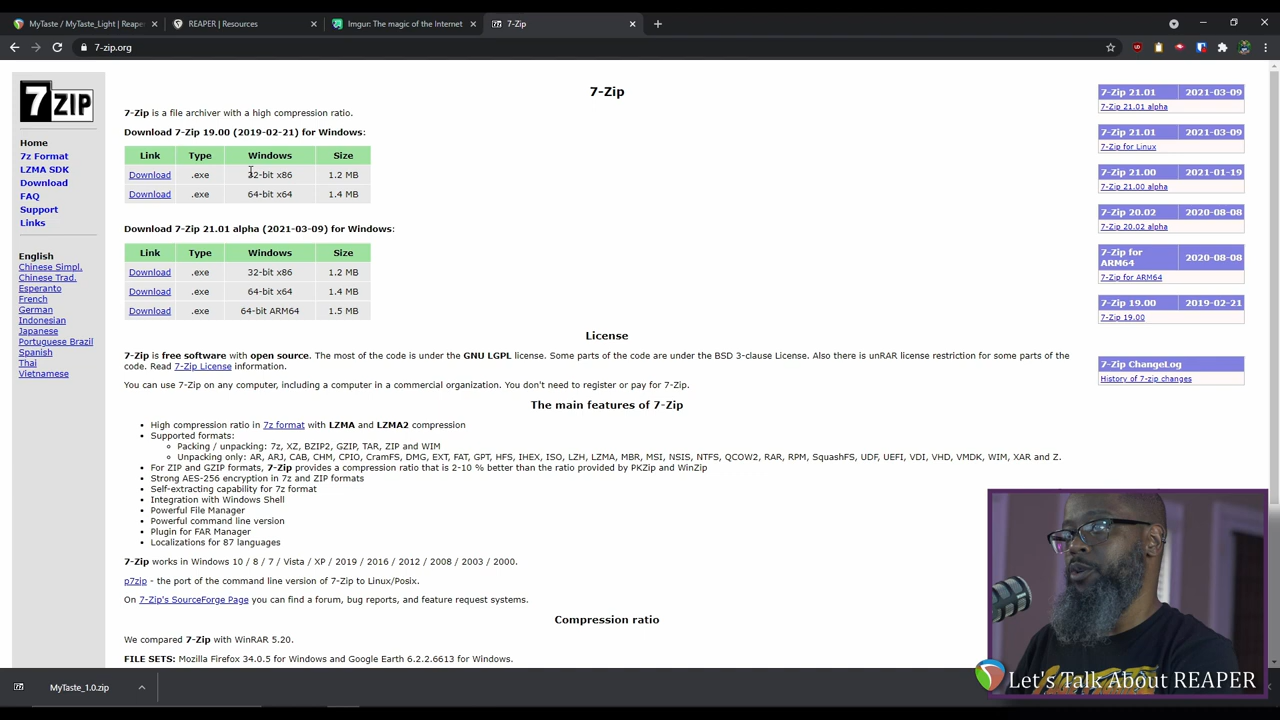 MyTaste / MyTaste_Light | Reaper
REAPER | Resources
Imgur: The magic of the Internet
7-Zip
7-zip.org
7ZIP
Home
7z Format
LZMA SDK
Download
FAQ
Support
Links
English
Chinese Simpl.
Chinese Trad.
Esperanto
French
German
Indonesian
Japanese
Portuguese Brazil
Spanish
Thai
Vietnamese
7-Zip
7-Zip is a file archiver with a high compression ratio.
Download 7-Zip 19.00 (2019-02-21) for Windows:
Link Type Windows Size
Download .exe 32-bit x86 1.2 MB
Download .exe 64-bit x64 1.4 MB
Download 7-Zip 21.01 alpha (2021-03-09) for Windows:
Link Type Windows Size
Download .exe 32-bit x86 1.2 MB
Download .exe 64-bit x64 1.4 MB
Download .exe 64-bit ARM64 1.5 MB
License
7-Zip is free software with open source. The most of the code is under the GNU LGPL license. Some parts of the code are under the BSD 3-clause License. Also there is unRAR license restriction for some parts of the
code. Read 7-Zip License information.
You can use 7-Zip on any computer, including a computer in a commercial organization. You don't need to register or pay for 7-Zip.
The main features of 7-Zip
High compression ratio in 7z format with LZMA and LZMA2 compression
Supported formats:
Packing / unpacking: 7z, XZ, BZIP2, GZIP, TAR, ZIP and WIM
Unpacking only: AR, ARJ, CAB, CHM, CPIO, CramFS, DMG, EXT, FAT, GPT, HFS, IHEX, ISO, LZH, LZMA, MBR, MSI, NSIS, NTFS, QCOW2, RAR, RPM, SquashFS, UDF, UEFI, VDI, VHD, VMDK, WIM, XAR and Z.
For ZIP and GZIP formats, 7-Zip provides a compression ratio that is 2-10 % better than the ratio provided by PKZip and WinZip
Strong AES-256 encryption in 7z and ZIP formats
Self-extracting capability for 7z format
Integration with Windows Shell
Powerful File Manager
Powerful command line version
Plugin for FAR Manager
Localizations for 87 languages
7-Zip works in Windows 10 / 8 / 7 / Vista / XP / 2019 / 2016 / 2012 / 2008 / 2003 / 2000.
p7zip - the port of the command line version of 7-Zip to Linux/Posix.
On 7-Zip's SourceForge Page you can find a forum, bug reports, and feature request systems.
Compression ratio
We compared 7-Zip with WinRAR 5.20.
FILE SETS: Mozilla Firefox 34.0.5 for Windows and Google Earth 6.2.2.6613 for Windows.
7-Zip 21.01 2021-03-09
7-Zip 21.01 alpha
7-Zip 21.01 2021-03-09
7-Zip for Linux
7-Zip 21.00 2021-01-19
7-Zip 21.00 alpha
7-Zip 20.02 2020-08-08
7-Zip 20.02 alpha
7-Zip for
ARM64 2020-08-08
7-Zip for ARM64
7-Zip 19.00 2019-02-21
7-Zip 19.00
7-Zip ChangeLog
History of 7-zip changes
MyTaste_1.0.zip
Let's Talk About REAPER